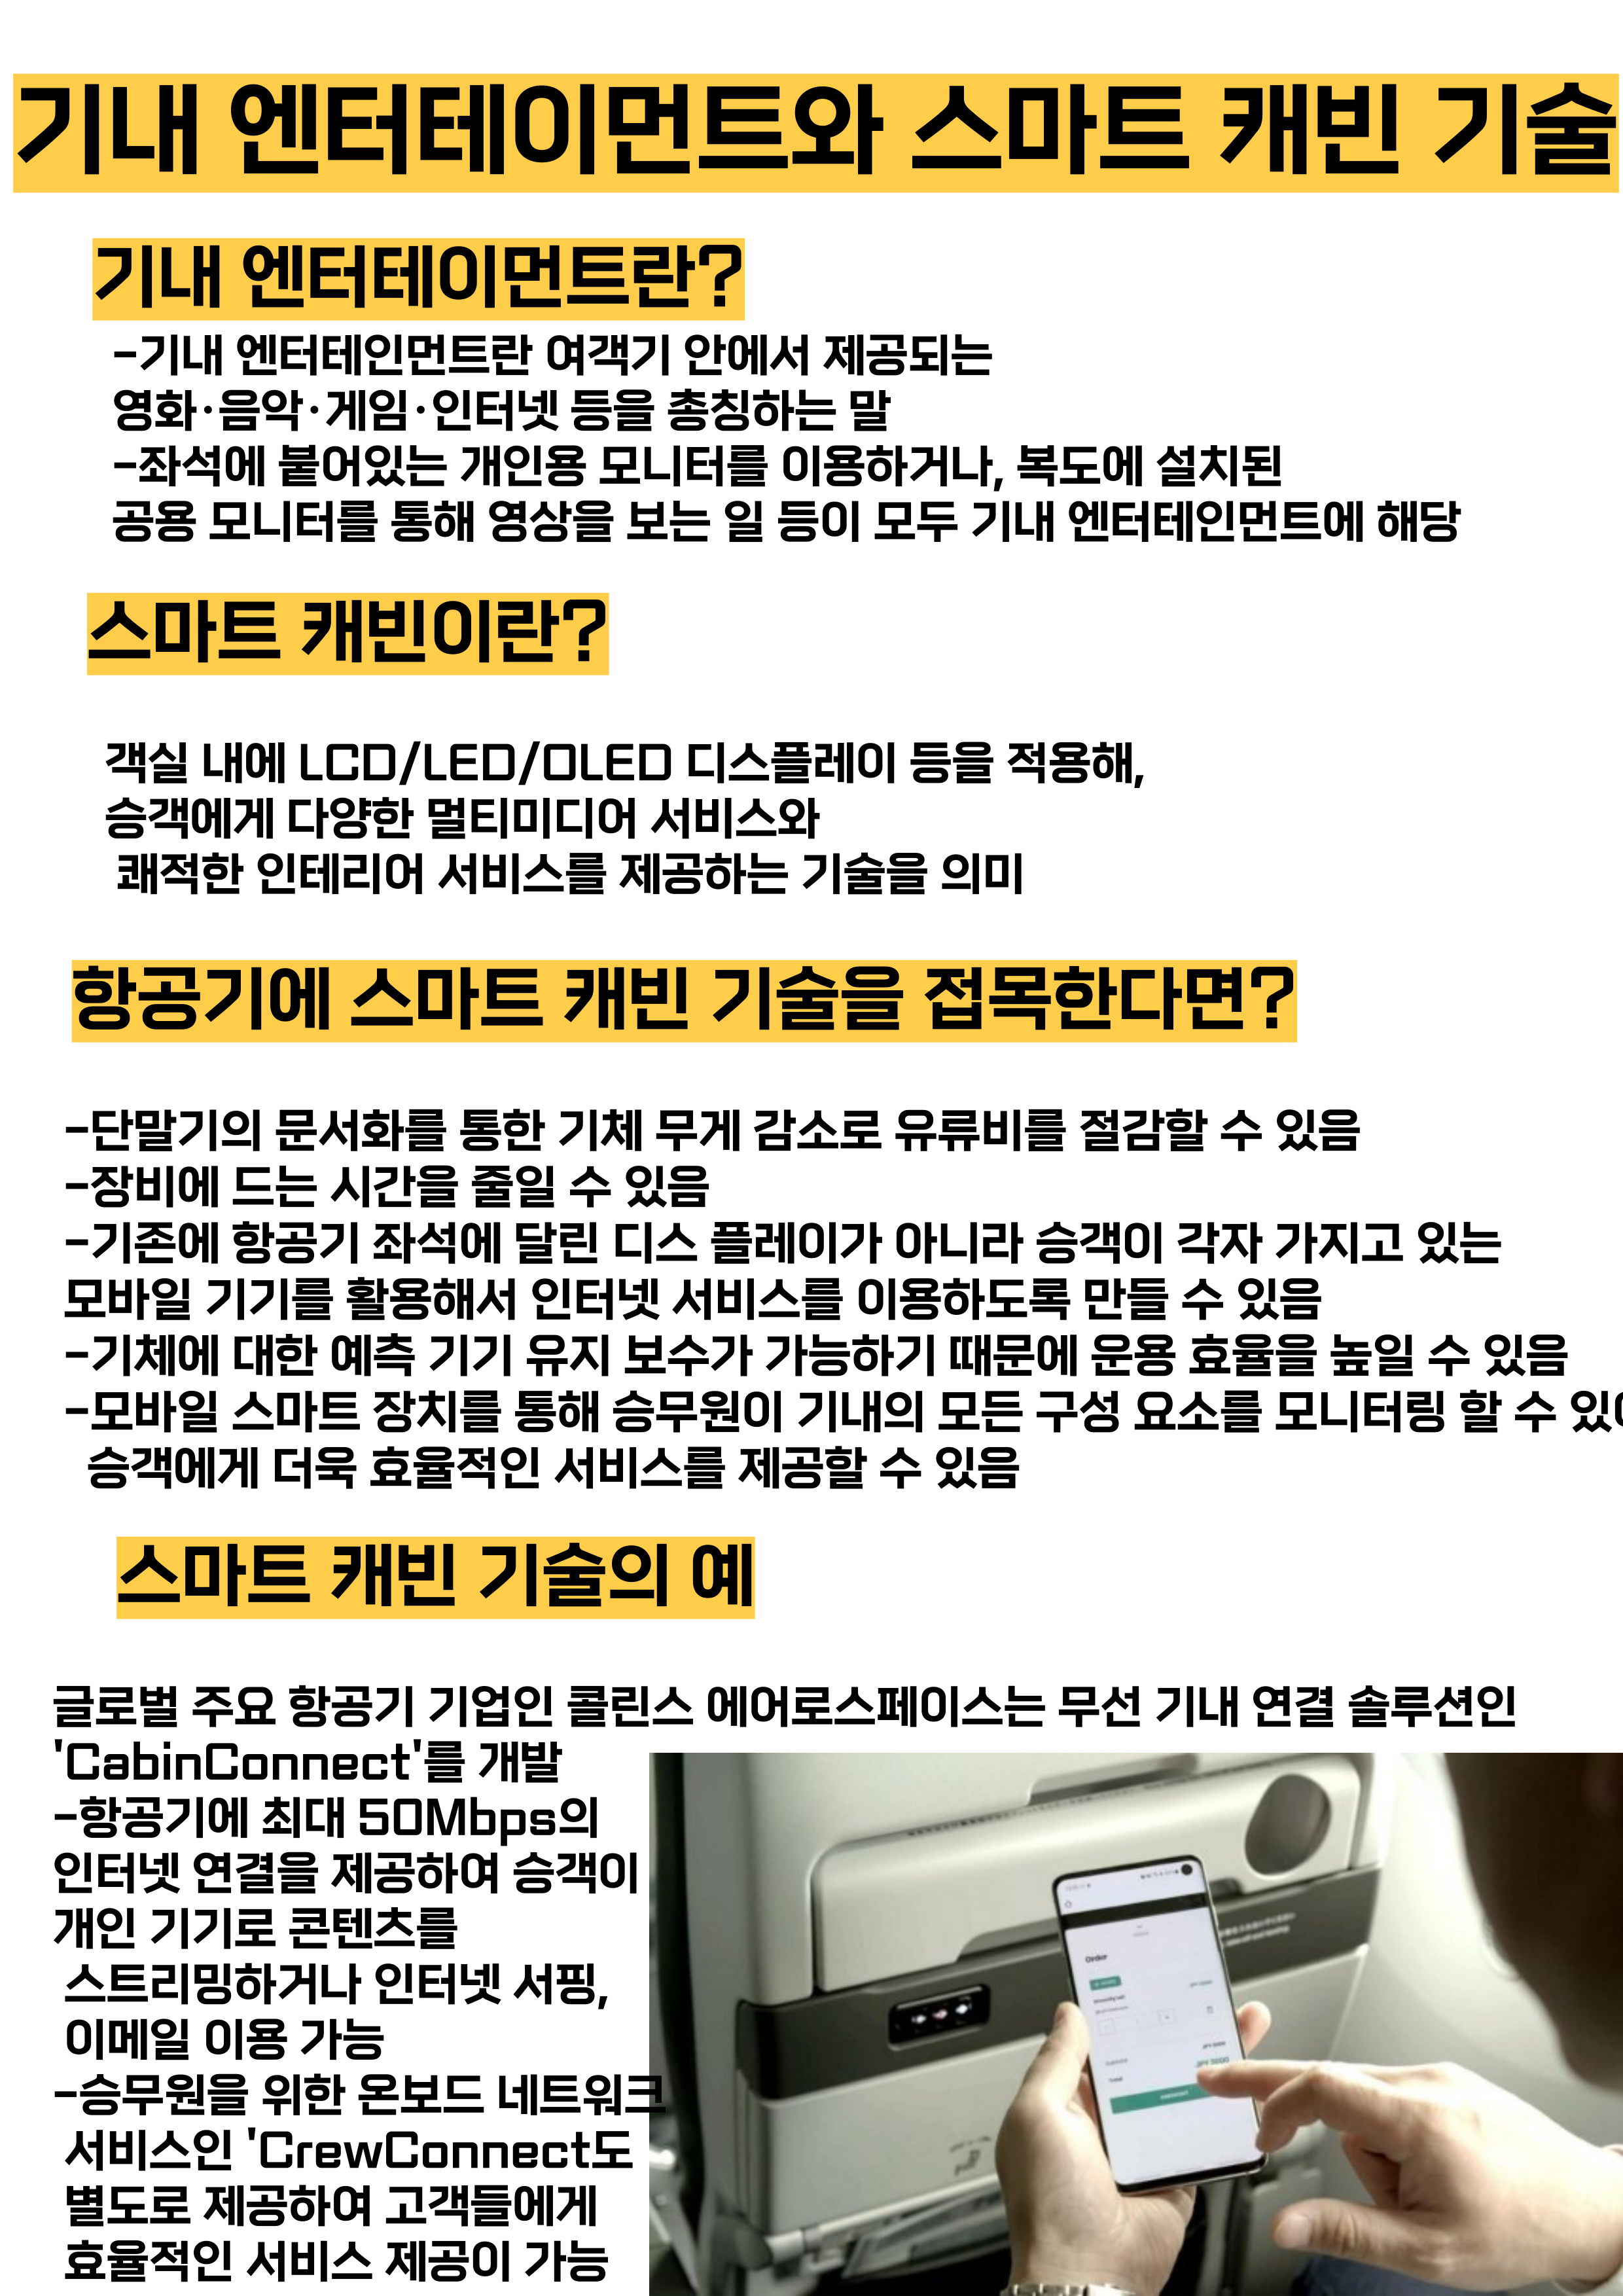 기내 엔터테이먼트와 스마트 캐빈 기술
기내 엔터테이먼트란?
-기내 엔터테인먼트란 여객기 안에서 제공되는
영화·음악·게임·인터넷 등을 총칭하는 말
-좌석에 붙어있는 개인용 모니터를 이용하거나, 복도에 설치된
공용 모니터를 통해 영상을 보는 일 등이 모두 기내 엔터테인먼트에 해당
스마트 캐빈이란?
객실 내에 LCD/LED/OLED 디스플레이 등을 적용해,
승객에게 다양한 멀티미디어 서비스와
쾌적한 인테리어 서비스를 제공하는 기술을 의미
항공기에 스마트 캐빈 기술을 접목한다면?
-단말기의 문서화를 통한 기체 무게 감소로 유류비를 절감할 수 있음
-장비에 드는 시간을 줄일 수 있음
-기존에 항공기 좌석에 달린 디스 플레이가 아니라 승객이 각자 가지고 있는
모바일 기기를 활용해서 인터넷 서비스를 이용하도록 만들 수 있음
-기체에 대한 예측 기기 유지 보수가 가능하기 때문에 운용 효율을 높일 수 있음
-모바일 스마트 장치를 통해 승무원이 기내의 모든 구성 요소를 모니터링 할 수
승객에게 더욱 효율적인 서비스를 제공할 수 있음
스마트 캐빈 기술의 예
글로벌 주요 항공기 기업인 콜린스 에어로스페이스는 무선 기내 연결 솔루션인
'CabinConnect'를 개발
-항공기에 최대 50Mbps의
인터넷 연결을 제공하여 승객이
개인 기기로 콘텐츠를
스트리밍하거나 인터넷 서핑,
이메일 이용 가능
-승무원을 위한 온보드 네트워크
서비스인 'CrewConnect도
별도로 제공하여 고객들에게
효율적인 서비스 제공이 가능
Order